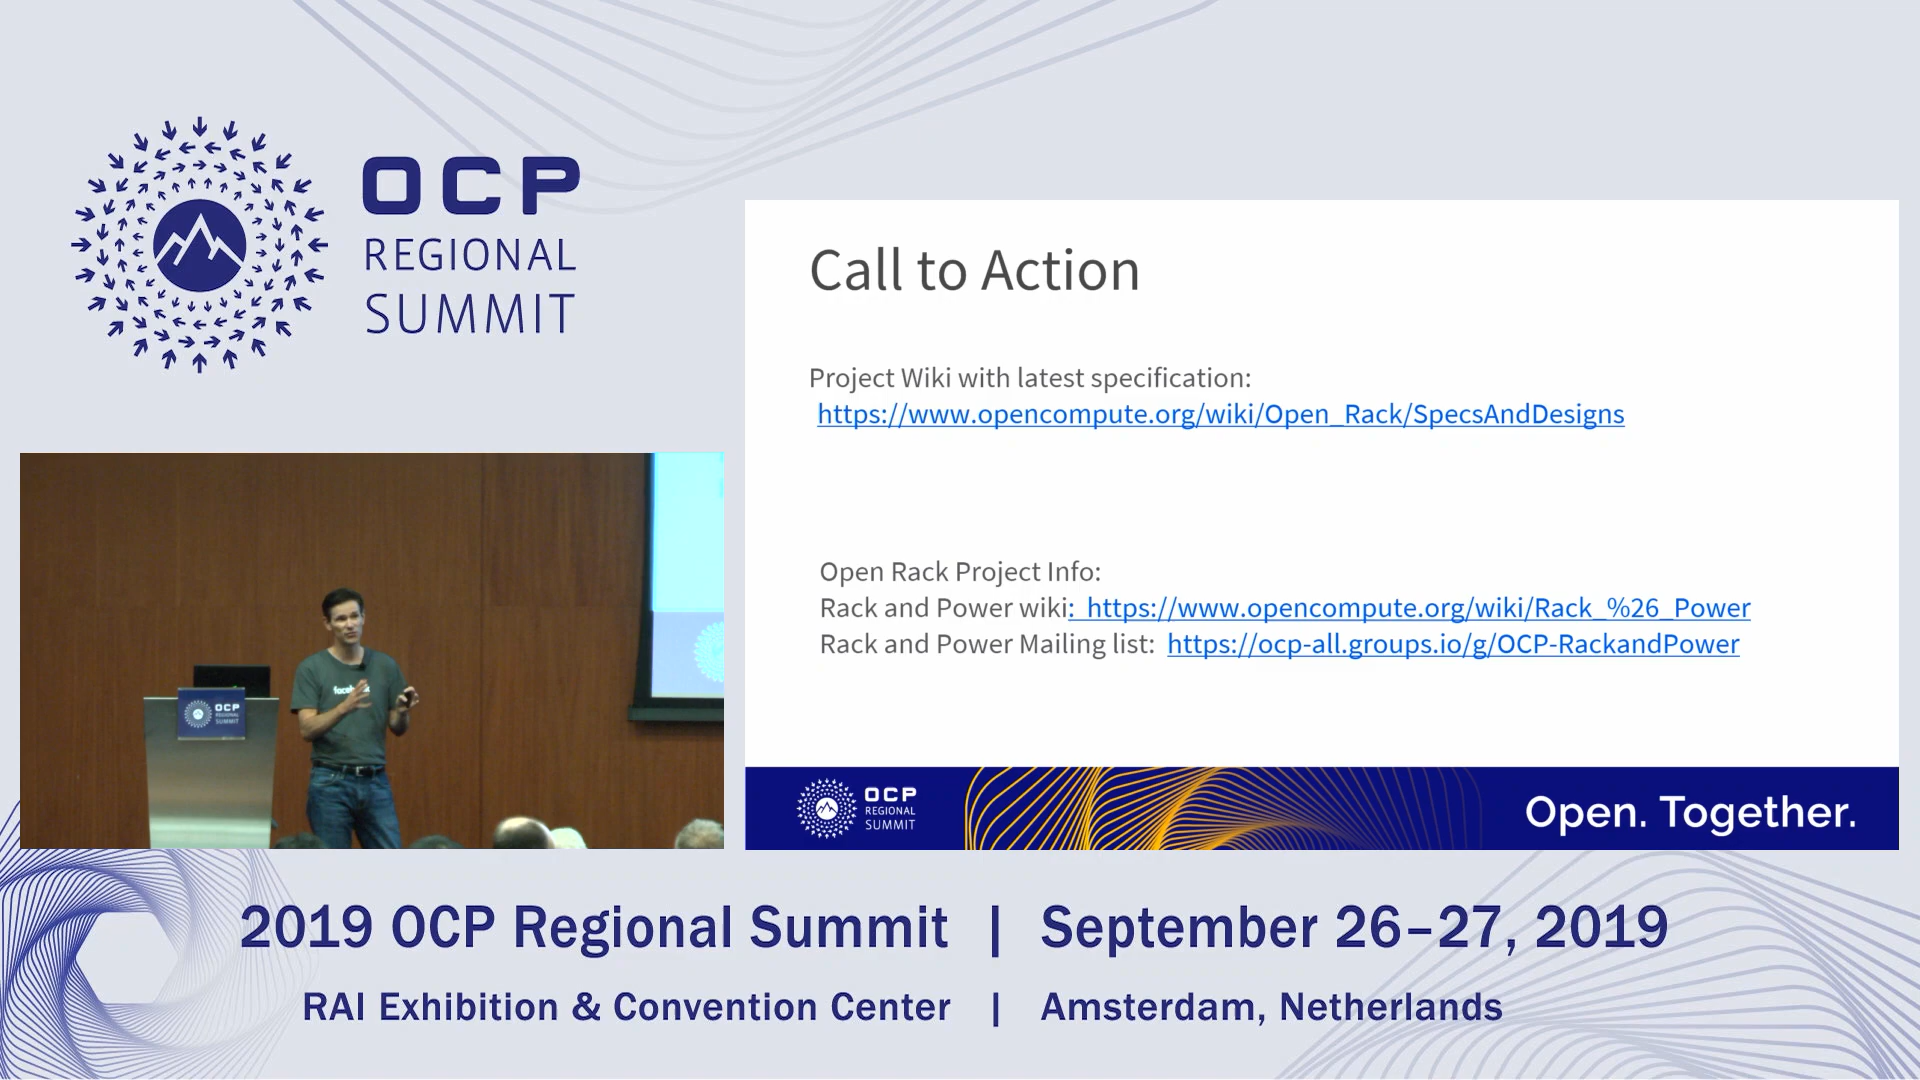 OCP
REGIONAL
SUMMIT
Call to Action
Project Wiki with latest specification:
https://www.opencompute.org/wiki/Open_Rack/SpecsAndDesigns
Open Rack Project Info:
Rack and Power wiki: https://www.opencompute.org/wiki/Rack_%26_Power
Rack and Power Mailing list: https://ocp-all.groups.io/g/OCP-RackandPower
OCP
REGIONAL
SUMMIT
Open. Together.
OCP
REGIONAL
SUMMIT
2019 OCP Regional Summit | September 26–27, 2019
RAI Exhibition & Convention Center | Amsterdam, Netherlands